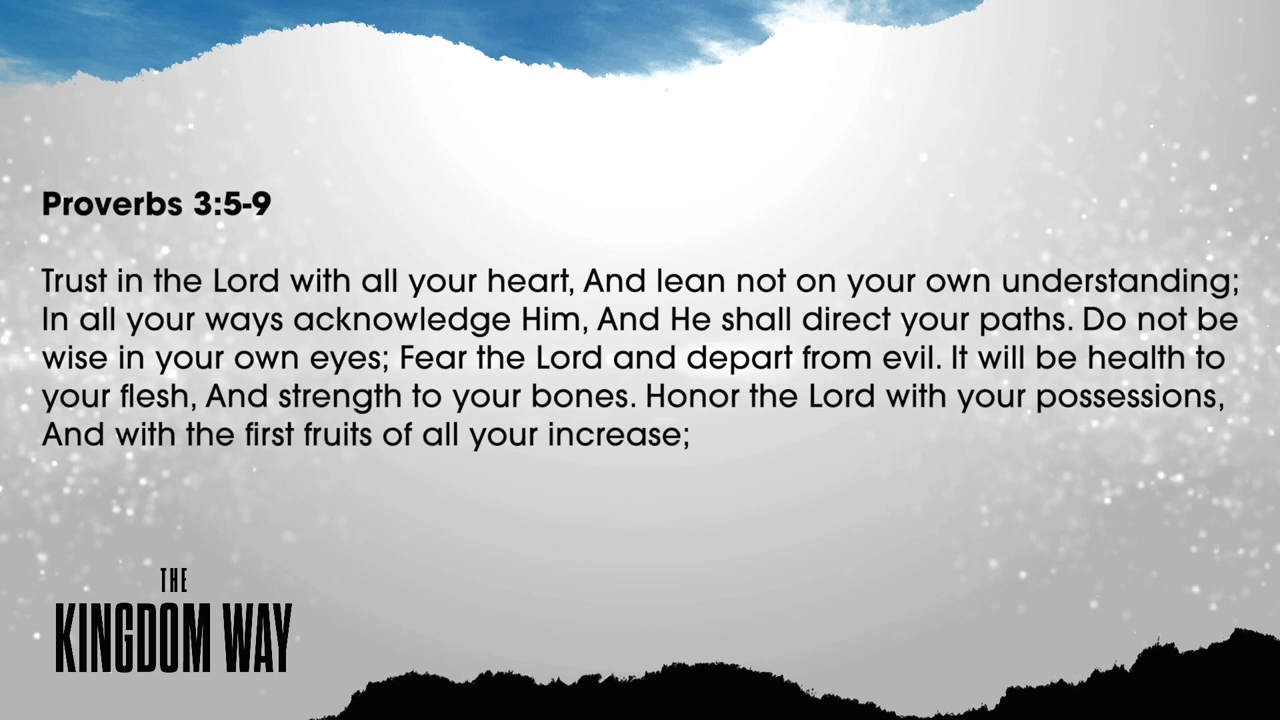 Proverbs 3:5-9
Trust in the Lord with all your heart, And lean not on your own understanding;
In all your ways acknowledge Him, And He shall direct your paths. Do not be
wise in your own eyes; Fear the Lord and depart from evil. It will be health to
your flesh, And strength to your bones. Honor the Lord with your possessions,
And with the first fruits of all your increase;
THE
KINGDOM WAY